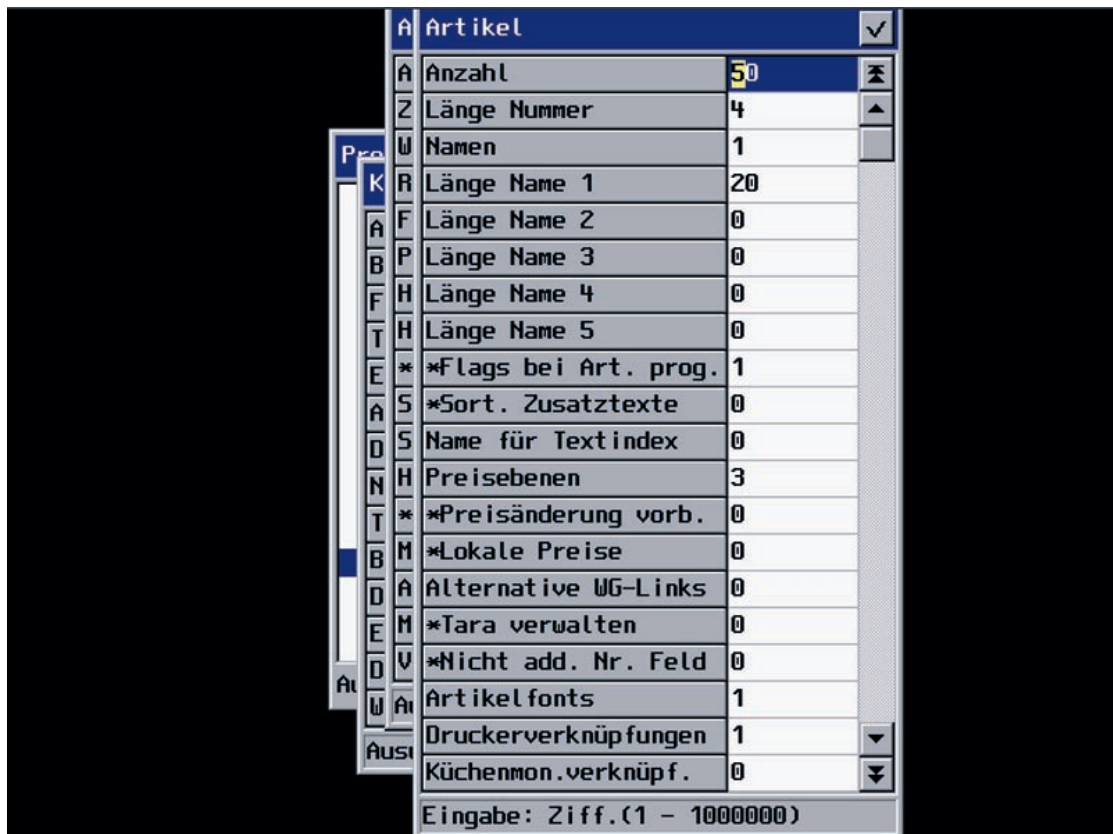 A Artikel
A Anzahl 50
Z Länge Nummer 4
W Namen 1
R Länge Name 1 20
F Länge Name 2 0
P Länge Name 3 0
H Länge Name 4 0
H Länge Name 5 0
* *Flags bei Art. prog. 1
S *Sort. Zusatztexte 0
S Name für Textindex 0
H Preisebenen 3
* *Preisänderung vorb. 0
M *Lokale Preise 0
A Alternative WG-Links 0
M *Tara verwalten 0
V *Nicht add. Nr. Feld 0
Artikelfonts 1
Druckerverknüpfungen 1
Küchenmon.verknüpf. 0
Eingabe: Ziff.(1 - 1000000)
K
A
B
F
T
E
A
D
N
T
B
D
E
D
W